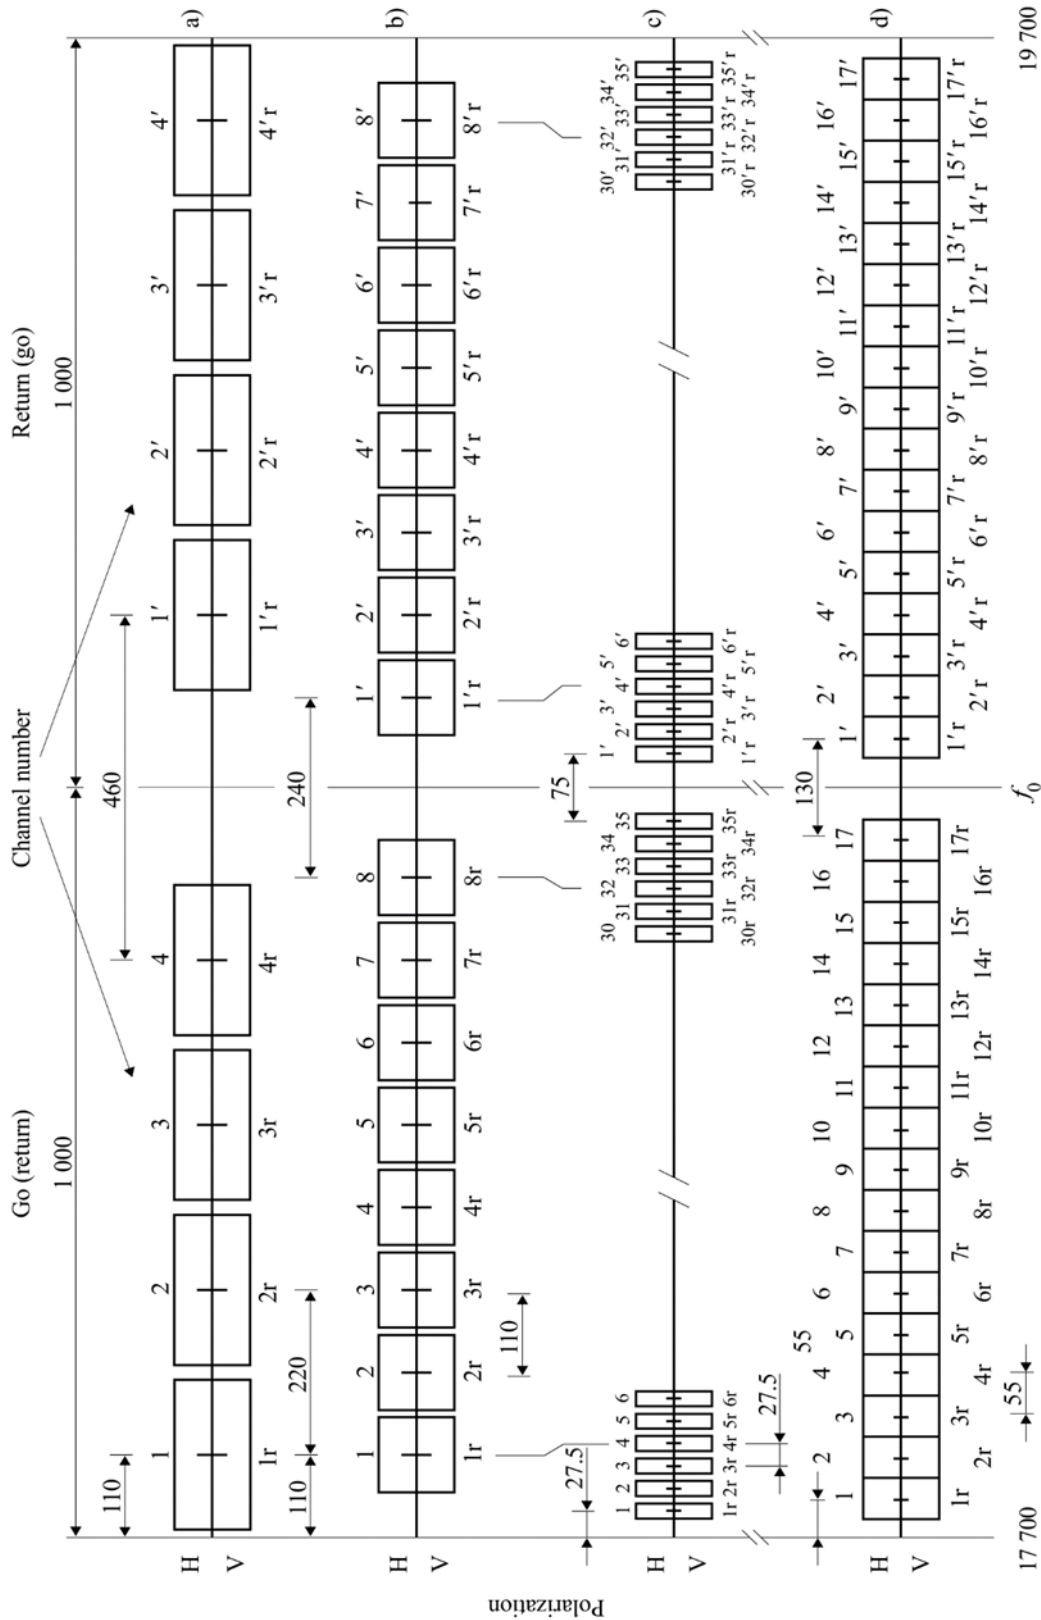 Go (return)
Channel number
Return (go)
1 000
1 000
110
460
1
2
3
4
1′
2′
3′
4′
a)
H
V
1r
2r
3r
4r
1′r
2′r
3′r
4′r
110
220
240
1
2
3
4
5
6
7
8
1′
2′
3′
4′
5′
6′
7′
8′
b)
1r
2r
3r
4r
5r
6r
7r
8r
1′r
2′r
3′r
4′r
5′r
6′r
7′r
8′r
110
27.5
75
1
2
3
4
5
6
30
31
32
33
34
35
1′
2′
3′
4′
5′
6′
30′
31′
32′
33′
34′
35′
c)
H
V
1r
2r
3r
4r
5r
6r
30r
31r
32r
33r
34r
35r
1′r
2′r
3′r
4′r
5′r
6′r
30′r
31′r
32′r
33′r
34′r
35′r
27.5
55
130
1
2
3
4
5
6
7
8
9
10
11
12
13
14
15
16
17
1′
2′
3′
4′
5′
6′
7′
8′
9′
10′
11′
12′
13′
14′
15′
16′
17′
d)
H
V
1r
2r
3r
4r
5r
6r
7r
8r
9r
10r
11r
12r
13r
14r
15r
16r
17r
1′r
2′r
3′r
4′r
5′r
6′r
7′r
8′r
9′r
10′r
11′r
12′r
13′r
14′r
15′r
16′r
17′r
55
17 700
f0
19 700
Polarization